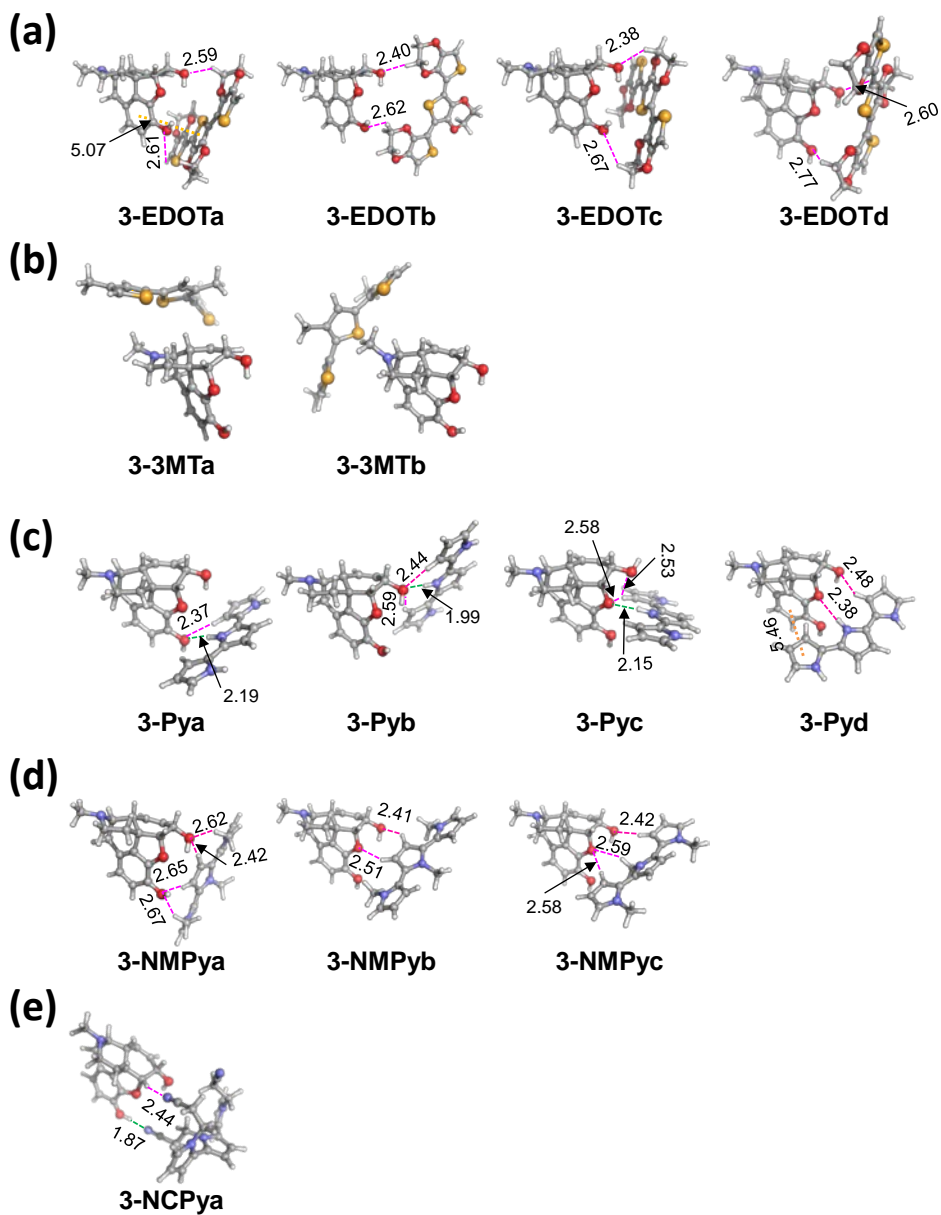 (a)
2.59
5.07
2.61
3-EDOTa
2.40
2.62
3-EDOTb
2.38
2.67
3-EDOTc
2.60
2.77
3-EDOTd
(b)
3-3MTa
3-3MTb
(c)
2.37
2.19
3-Pya
2.44
2.59
1.99
3-Pyb
2.58
2.53
2.15
3-Pyc
2.48
2.38
5.46
3-Pyd
(d)
2.62
2.42
2.65
2.67
3-NMPya
2.41
2.51
3-NMPyb
2.42
2.59
2.58
3-NMPyc
(e)
2.44
1.87
3-NCPya